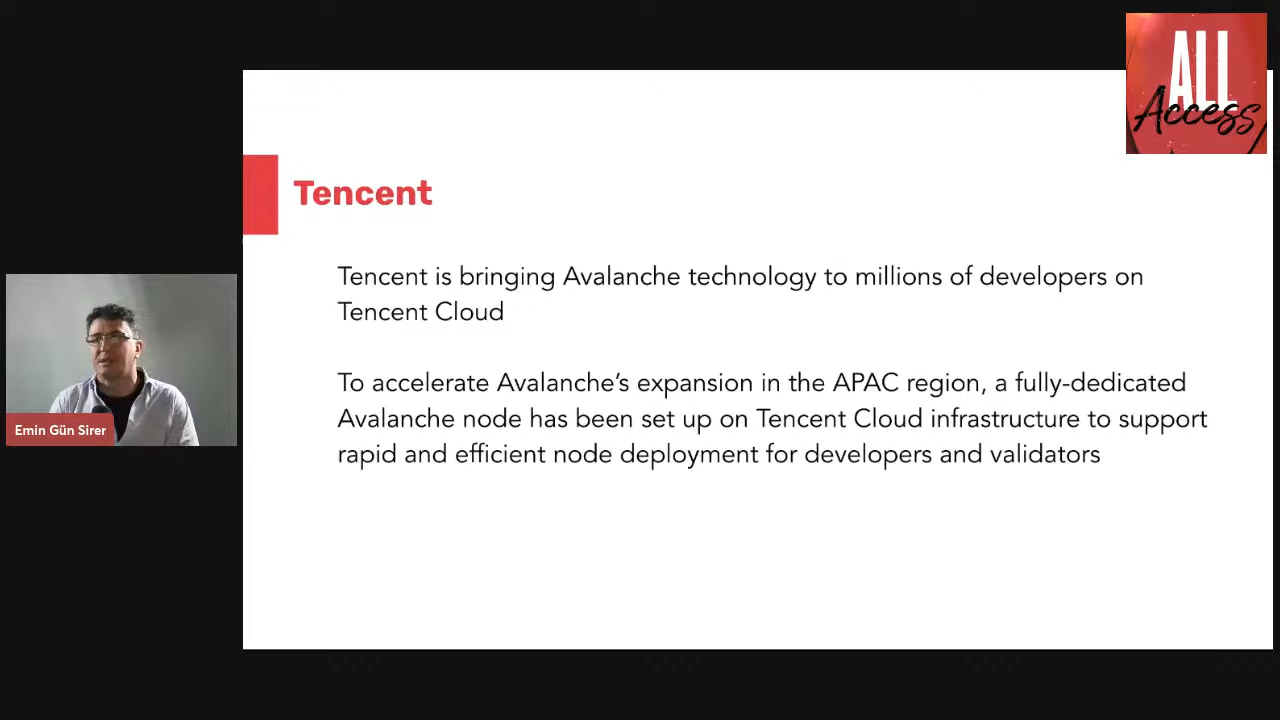 ALL
Access
Tencent
Tencent is bringing Avalanche technology to millions of developers on
Tencent Cloud
To accelerate Avalanche’s expansion in the APAC region, a fully-dedicated
Avalanche node has been set up on Tencent Cloud infrastructure to support
rapid and efficient node deployment for developers and validators
Emin Gün Sirer